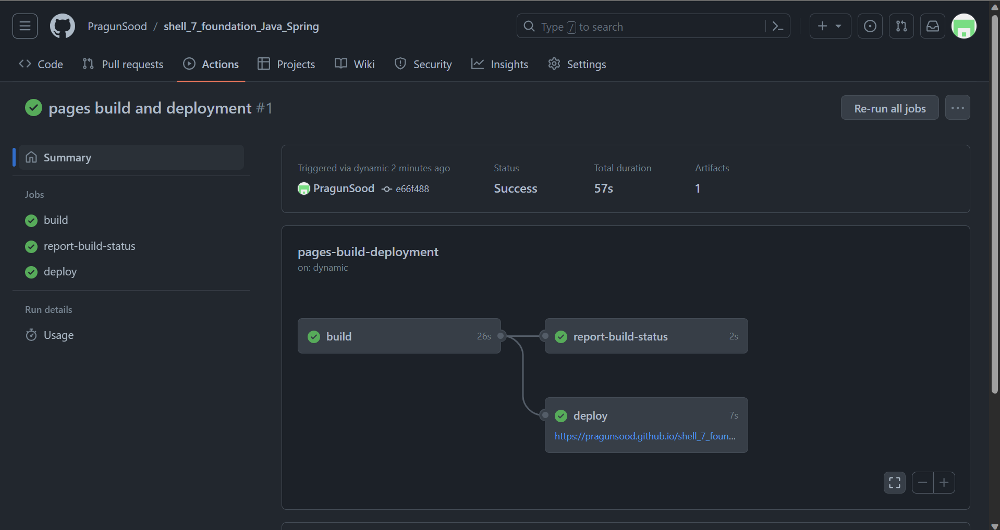 PragunSood / shell_7_foundation_Java_Spring
Type / to search
Code
Pull requests
Actions
Projects
Wiki
Security
Insights
Settings
pages build and deployment #1
Re-run all jobs
Summary
Jobs
build
report-build-status
deploy
Run details
Usage
Triggered via dynamic 2 minutes ago
PragunSood e66f488
Status
Success
Total duration
57s
Artifacts
1
pages-build-deployment
on: dynamic
build 26s
report-build-status 2s
deploy 7s
https://pragunsood.github.io/shell_7_foun...